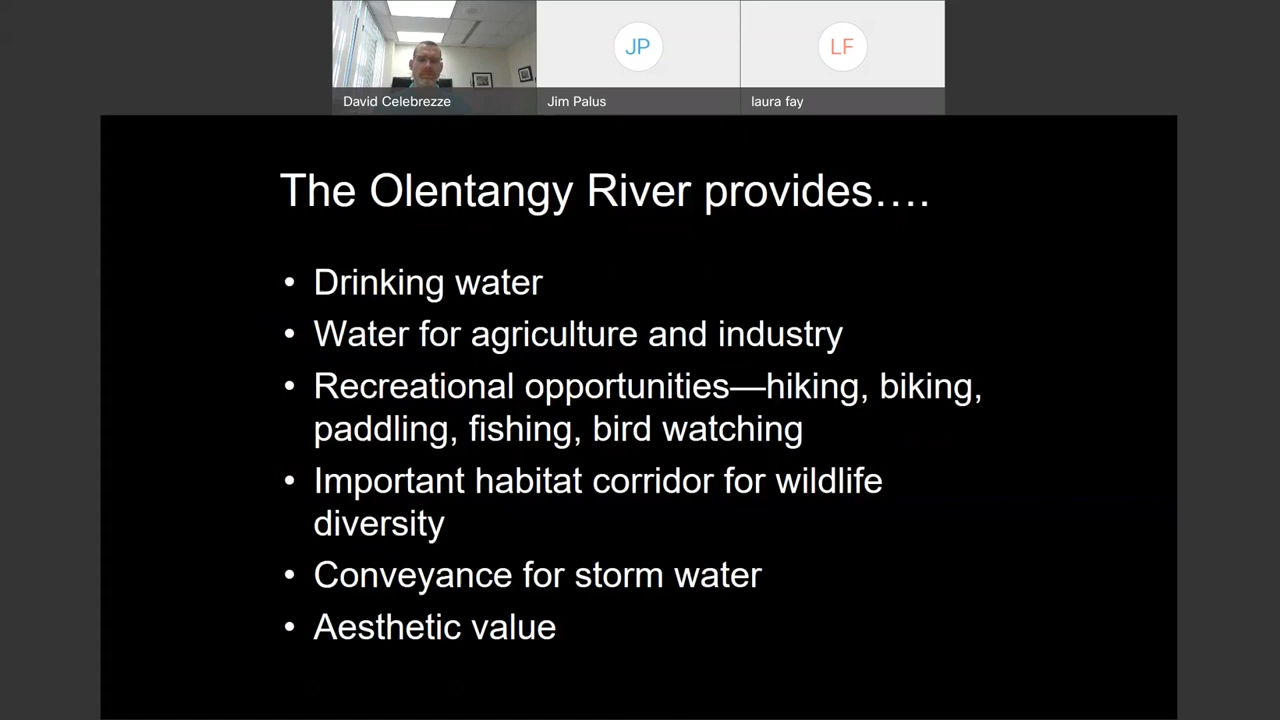 JP
LF
David Celebrezze
Jim Palus
laura fay
The Olentangy River provides….
• Drinking water
• Water for agriculture and industry
• Recreational opportunities—hiking, biking,
paddling, fishing, bird watching
• Important habitat corridor for wildlife
diversity
• Conveyance for storm water
• Aesthetic value